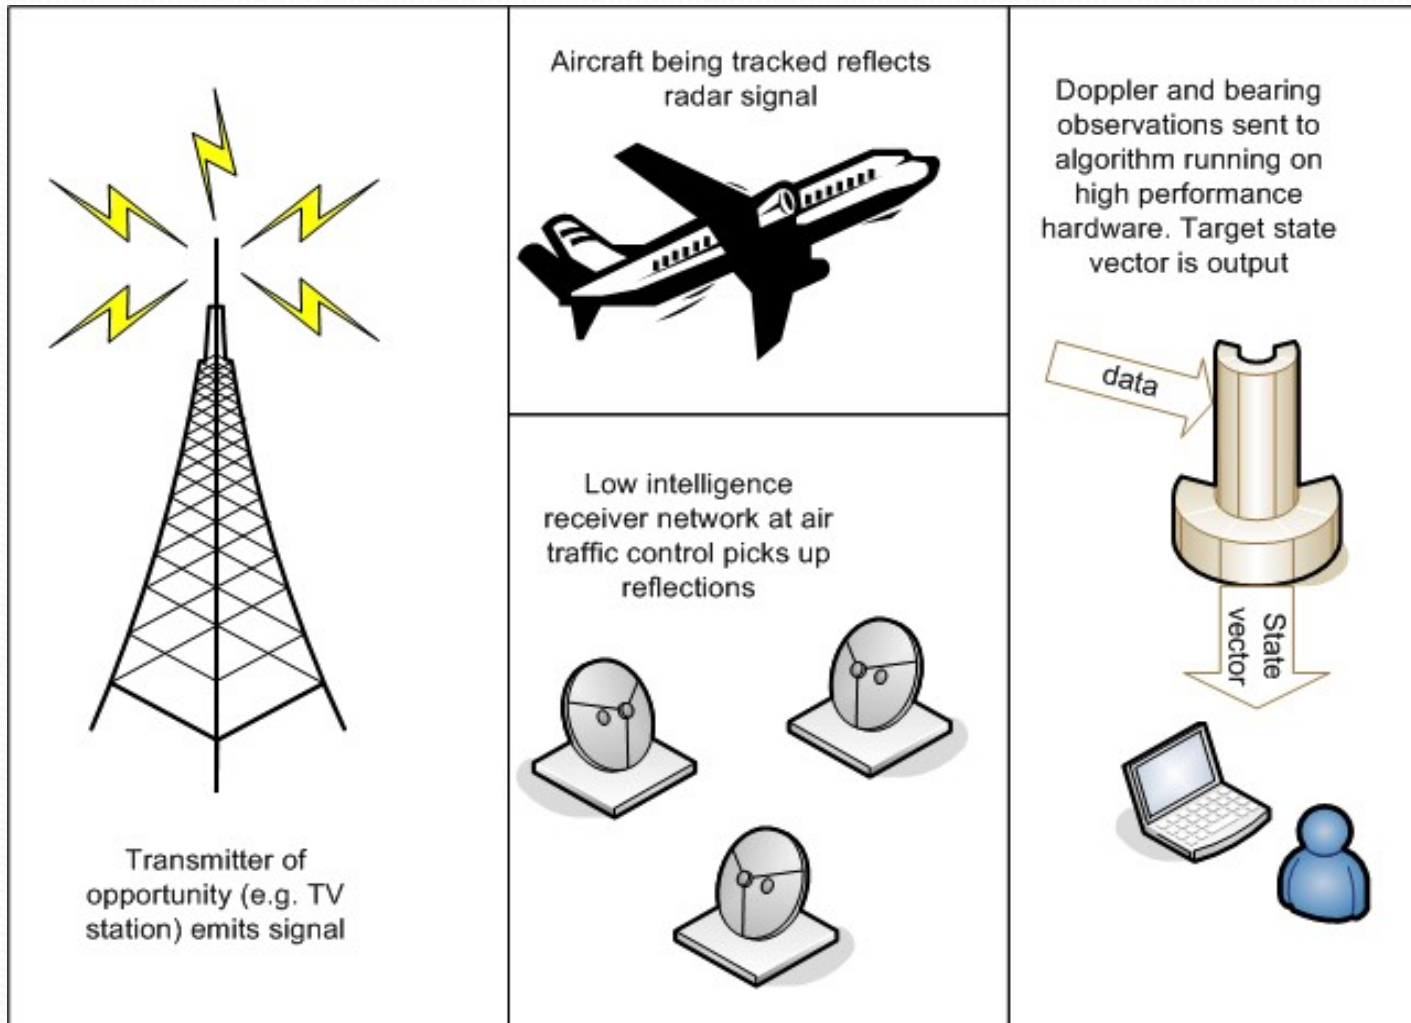 Transmitter of
opportunity (e.g. TV
station) emits signal
Aircraft being tracked reflects
radar signal
Low intelligence
receiver network at air
traffic control picks up
reflections
Doppler and bearing
observations sent to
algorithm running on
high performance
hardware. Target state
vector is output
data
State
vector